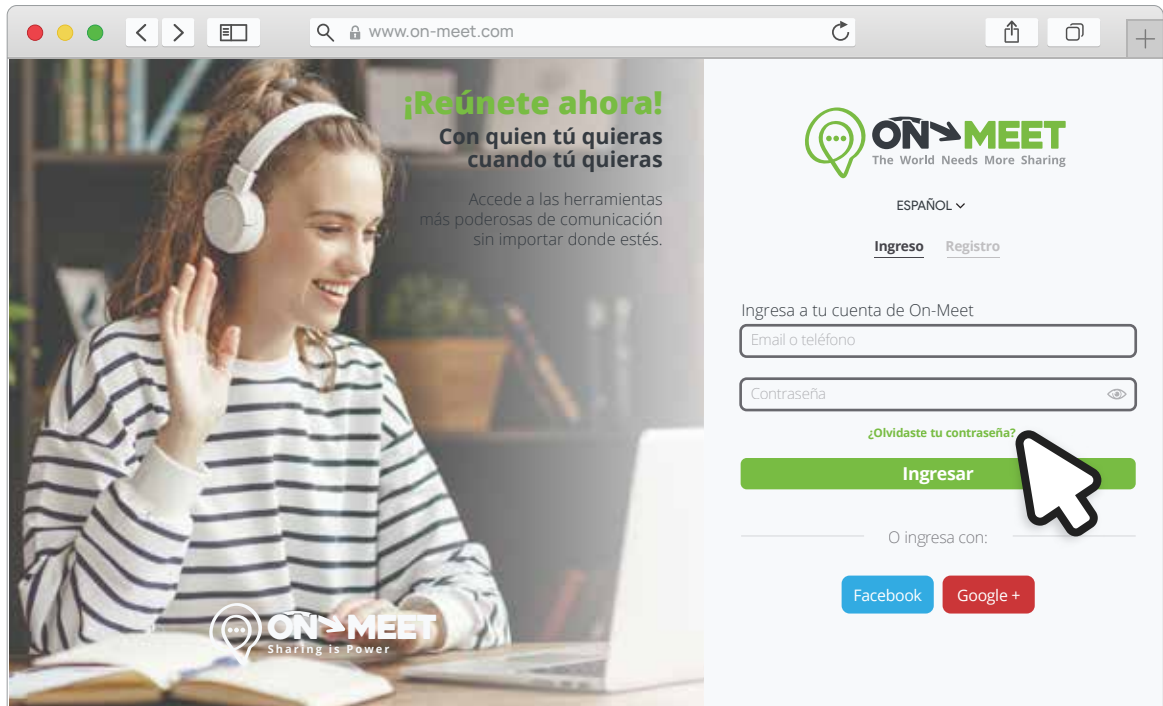 www.on-meet.com
¡Reúnete ahora!
Con quien tú quieras
cuando tú quieras
Accede a las herramientas
más poderosas de comunicación
sin importar donde estés.
ON MEET
Sharing is Power
ON MEET
The World Needs More Sharing
ESPAÑOL
Ingreso Registro
Ingresa a tu cuenta de On-Meet
Email o teléfono
Contraseña
¿Olvidaste tu contraseña?
Ingresar
O ingresa con:
Facebook Google +